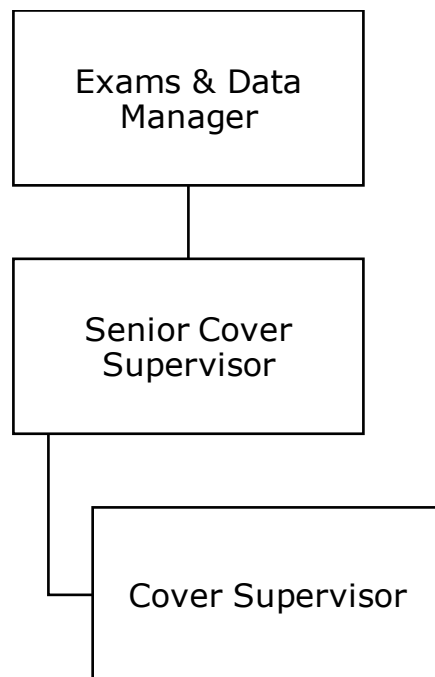 Exams & Data
Manager
Senior Cover
Supervisor
Cover Supervisor